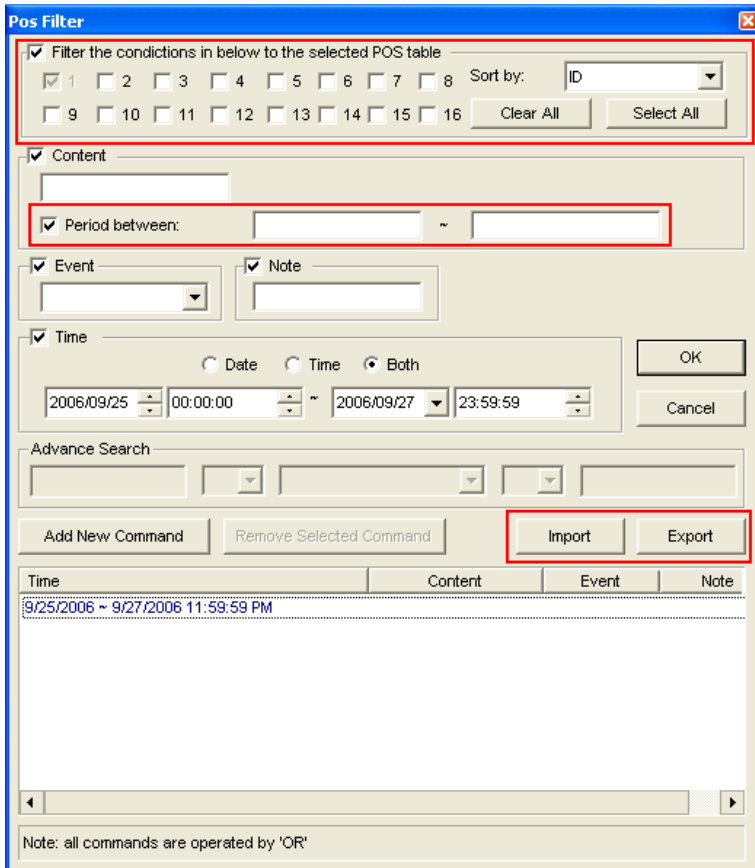 Pos Filter
Filter the condictions in below to the selected POS table
1 2 3 4 5 6 7 8 Sort by: ID
9 10 11 12 13 14 15 16 Clear All Select All
Content
Period between: ~
Event Note
Time
Date Time Both
OK
2006/09/25 00:00:00 ~ 2006/09/27 23:59:59
Cancel
Advance Search
Add New Command Remove Selected Command Import Export
Time Content Event Note
9/25/2006 ~ 9/27/2006 11:59:59 PM
Note: all commands are operated by 'OR'